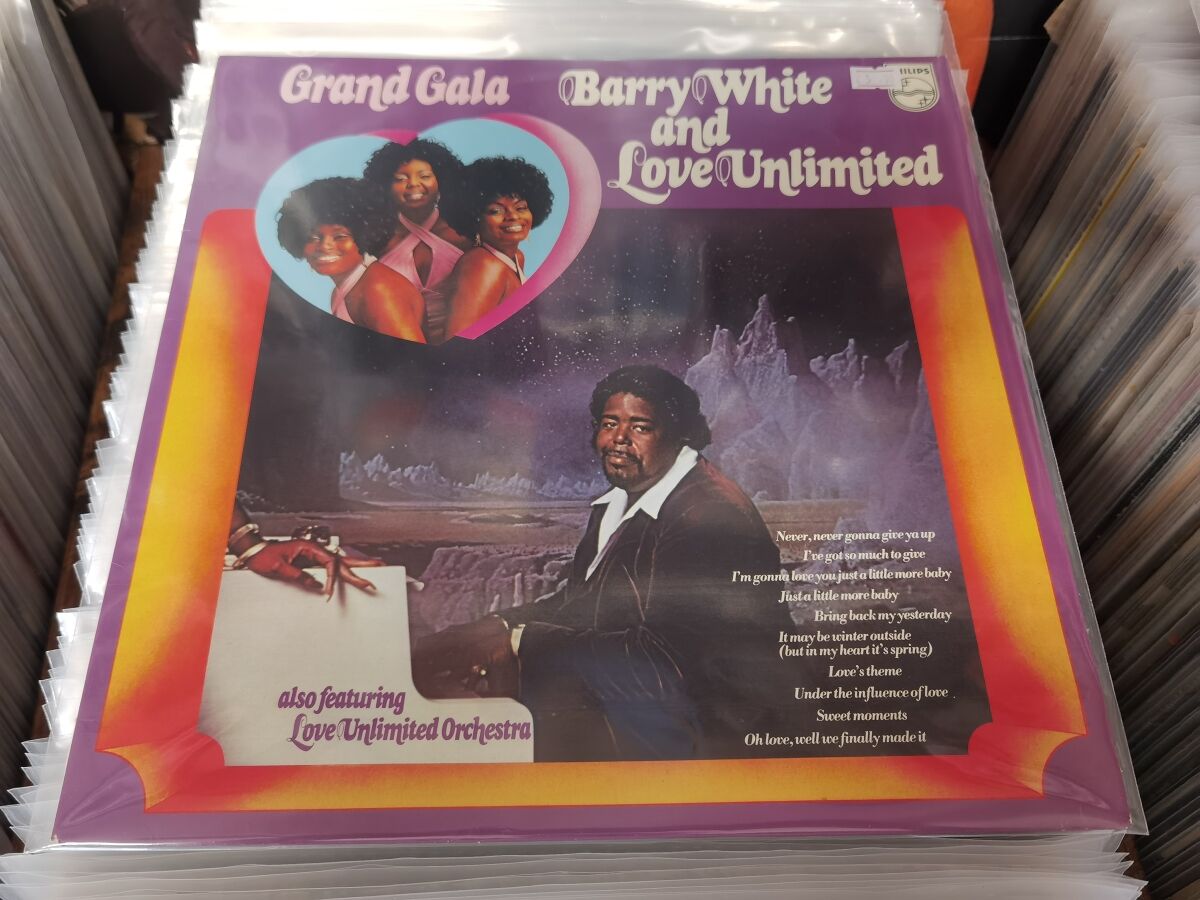 Grand Gala
Barry White
and
Love Unlimited
Never, never gonna give ya up
I've got so much to give
I'm gonna love you just a little more baby
Just a little more baby
Bring back my yesterday
It may be winter outside
(but in my heart it's spring)
Love's theme
Under the influence of love
Sweet moments
Oh love, well we finally made it
also featuring
Love Unlimited Orchestra